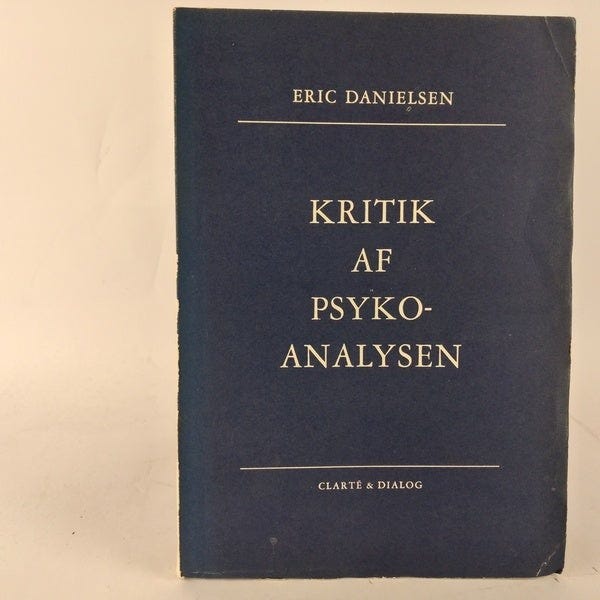 ERIC DANIELSEN
KRITIK
AF
PSYKO-
ANALYSEN
CLARTÉ & DIALOG